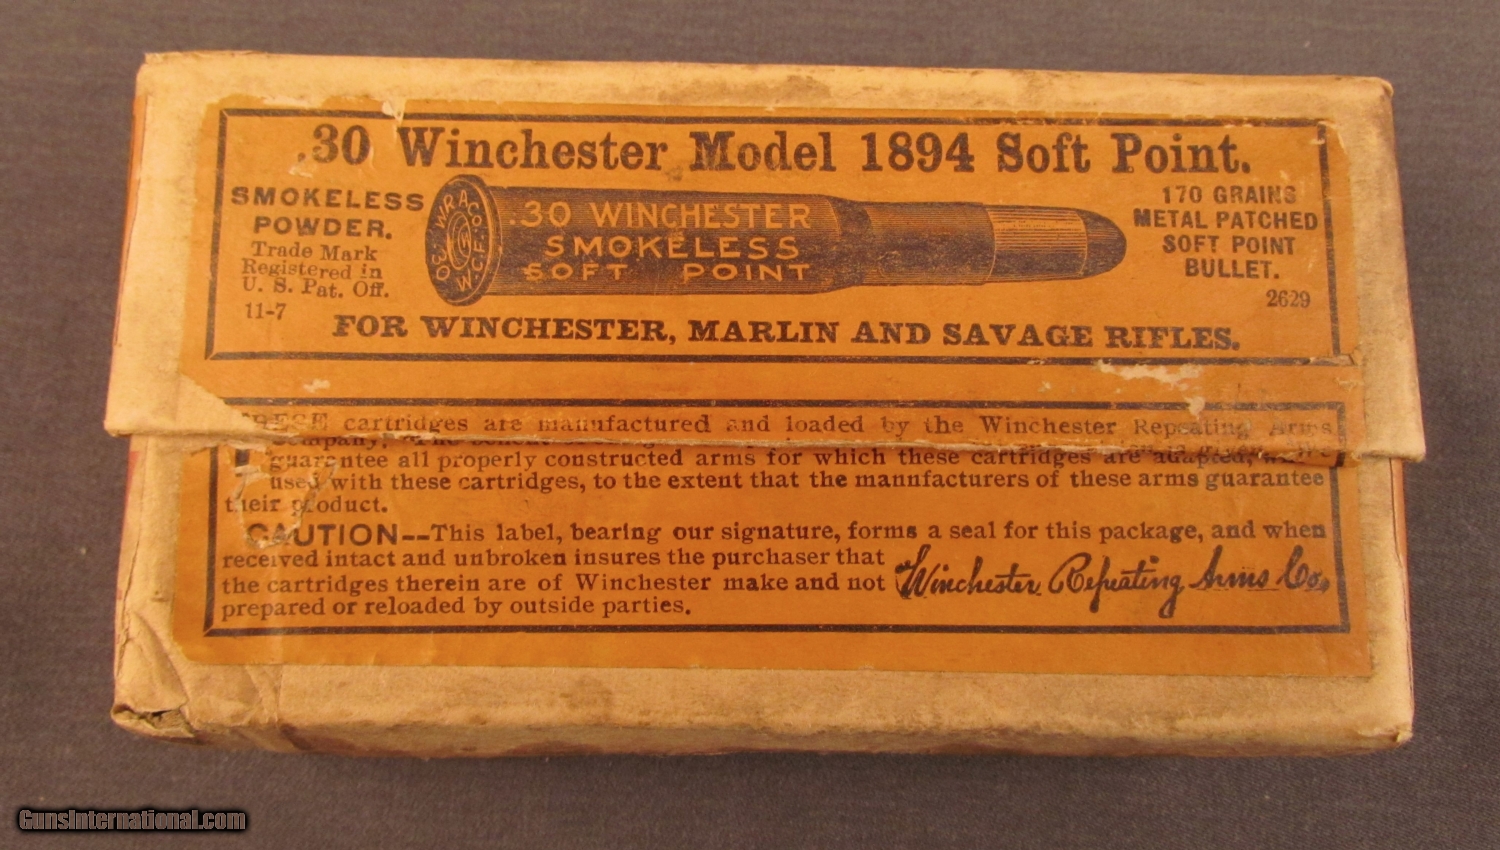 .30 Winchester Model 1894 Soft Point.
SMOKELESS
POWDER.
Trade Mark
Registered in
U. S. Pat. Off.
11-7
W.R.A.CO.
.30 W.C.F.
.30 WINCHESTER
SMOKELESS
SOFT POINT
170 GRAINS
METAL PATCHED
SOFT POINT
BULLET.
2629
FOR WINCHESTER, MARLIN AND SAVAGE RIFLES.
cartridges are manufactured and loaded by the Winchester Repeating Arms
Company.
guarantee all properly constructed arms for which these cartridges are adapted,
used with these cartridges, to the extent that the manufacturers of these arms guarantee
their product.
CAUTION--This label, bearing our signature, forms a seal for this package, and when
received intact and unbroken insures the purchaser that
the cartridges therein are of Winchester make and not
prepared or reloaded by outside parties.
Winchester Repeating Arms Co.
GunsInternational.com